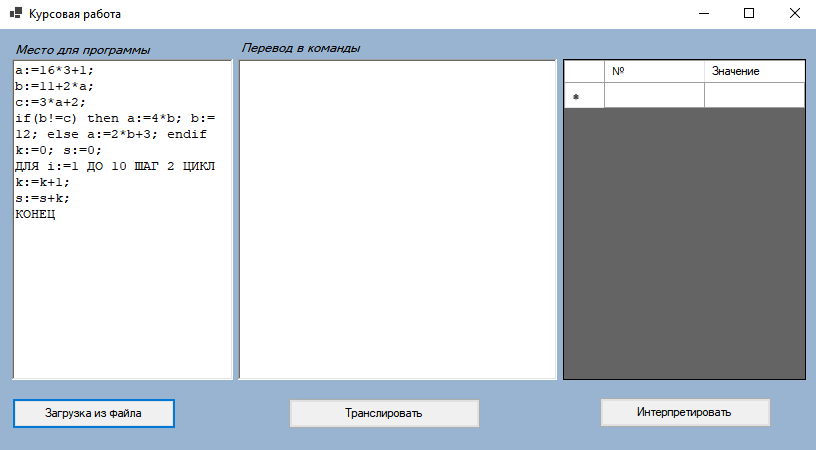 Курсовая работа
Место для программы
Перевод в команды
a:=16*3+1;
b:=11+2*a;
c:=3*a+2;
if(b!=c) then a:=4*b; b:=
12; else a:=2*b+3; endif
k:=0; s:=0;
ДЛЯ i:=1 ДО 10 ШАГ 2 ЦИКЛ
k:=k+1;
s:=s+k;
КОНЕЦ
№ Значение
*
Загрузка из файла
Транслировать
Интерпретировать